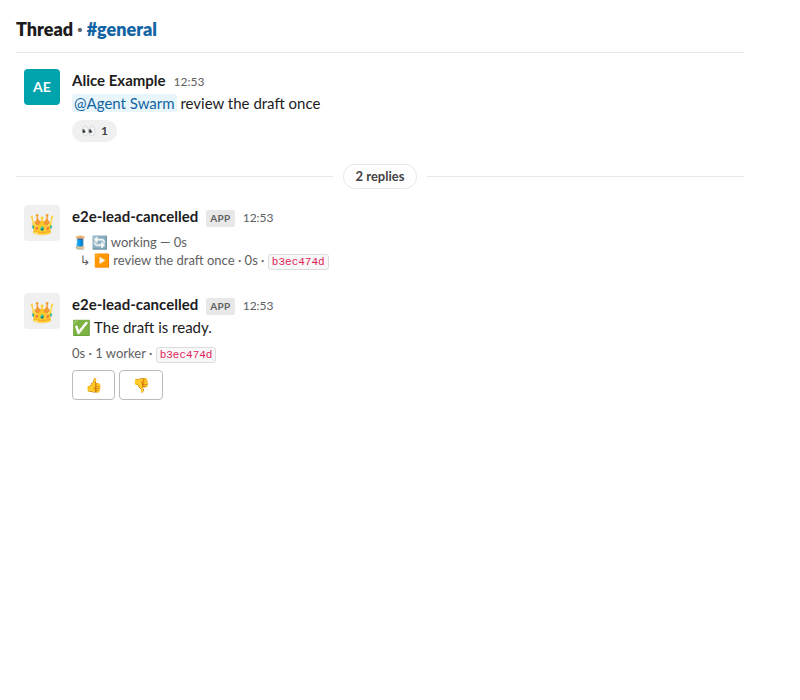 Thread • #general
AE
Alice Example 12:53
@Agent Swarm review the draft once
👀 1
2 replies
e2e-lead-cancelled APP 12:53
🧵 🔄 working — 0s
↳ ▶️ review the draft once · 0s · b3ec474d
e2e-lead-cancelled APP 12:53
✅ The draft is ready.
0s · 1 worker · b3ec474d
👍 👎